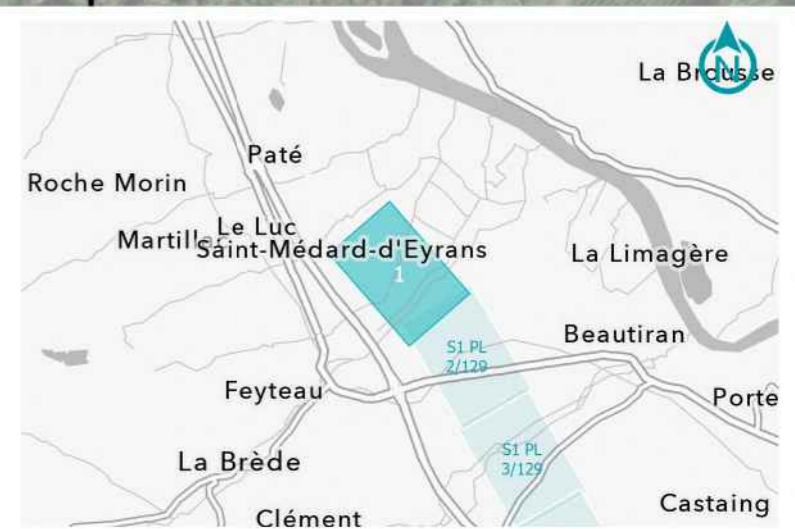 N
La Brousse
Paté
Roche Morin
Le Luc
Martillac
Saint-Médard-d'Eyrans
1
La Limagère
Beautiran
S1 PL
2/129
Feyteau
Porte
La Brède
S1 PL
3/129
Castaing
Clément